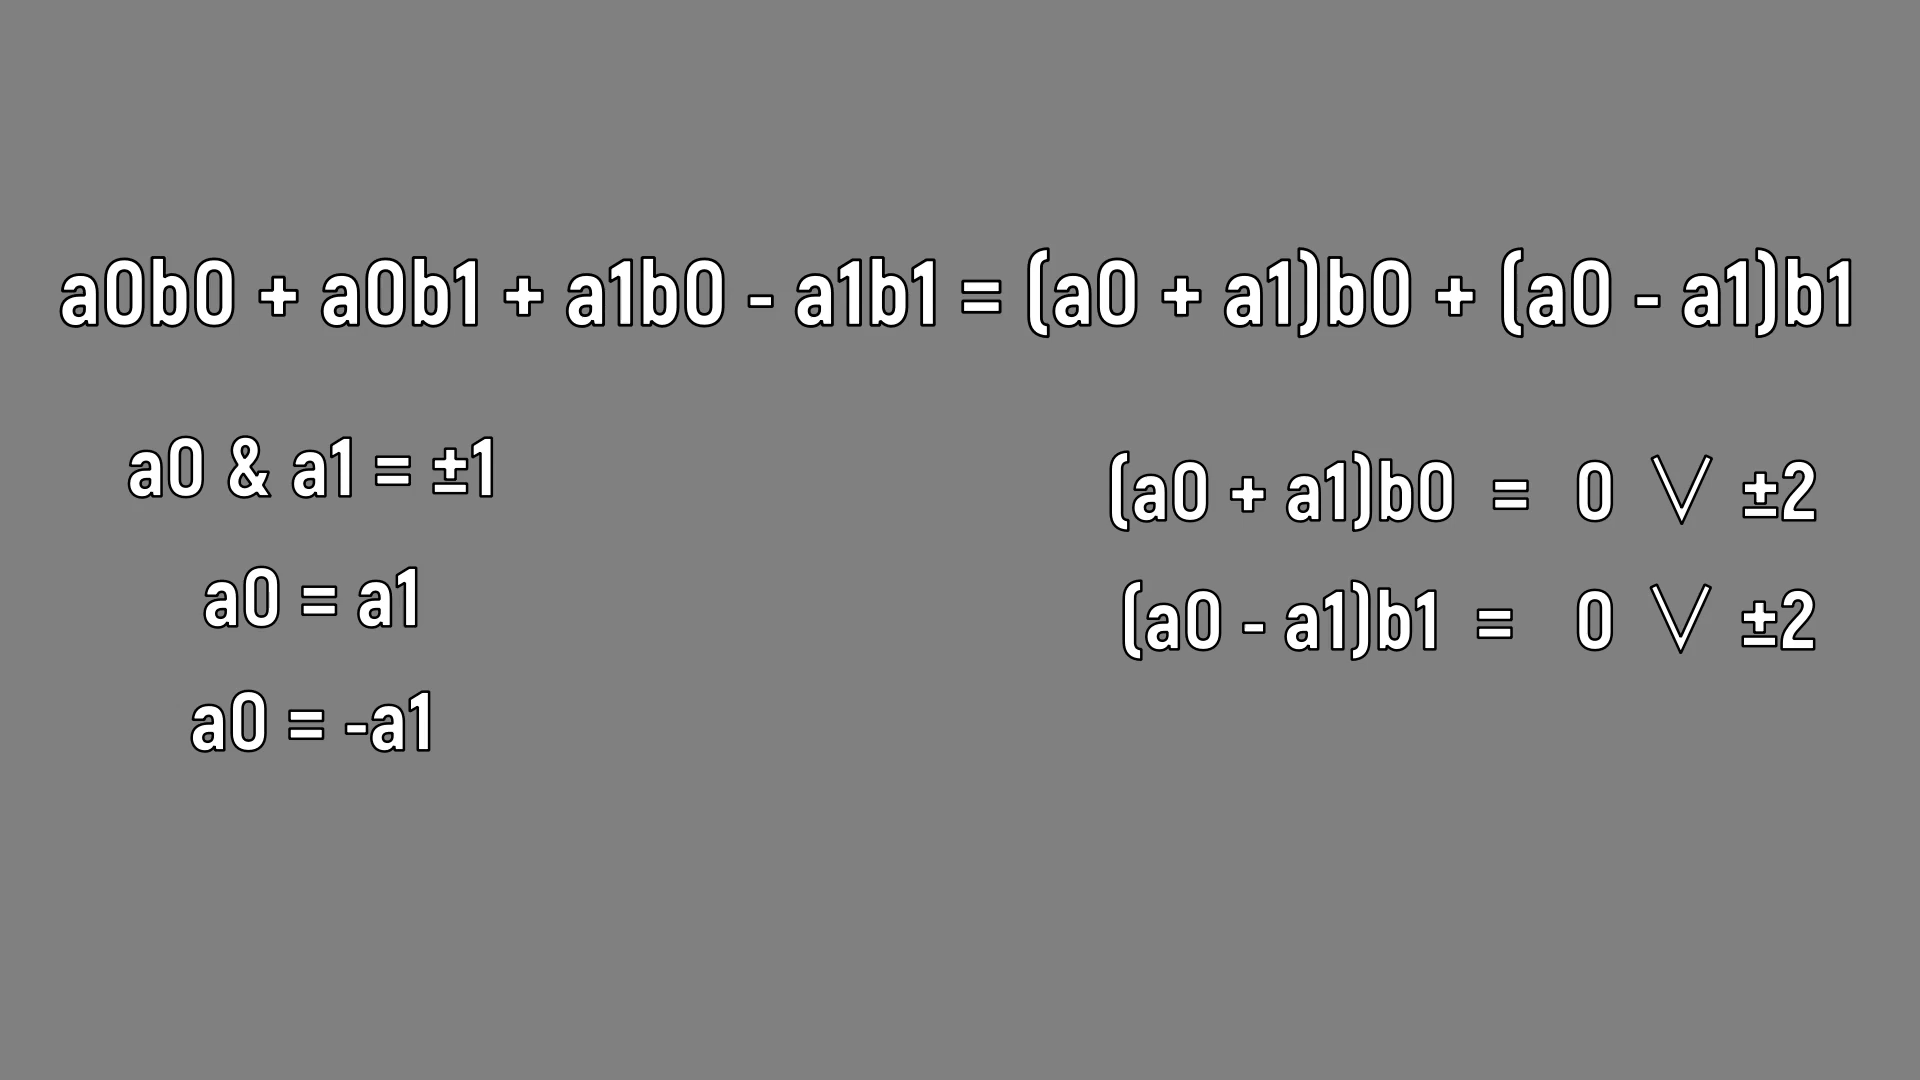 a0b0 + a0b1 + a1b0 - a1b1 = (a0 + a1)b0 + (a0 - a1)b1
a0 & a1 = ±1
a0 = a1
a0 = -a1
(a0 + a1)b0 = 0 ∨ ±2
(a0 - a1)b1 = 0 ∨ ±2